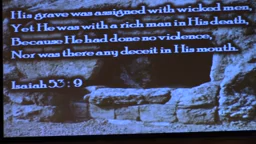 His grave was assigned with wicked men,
Yet He was with a rich man in His death,
Because He had done no violence,
Nor was there any deceit in His mouth.
Isaiah 53 : 9